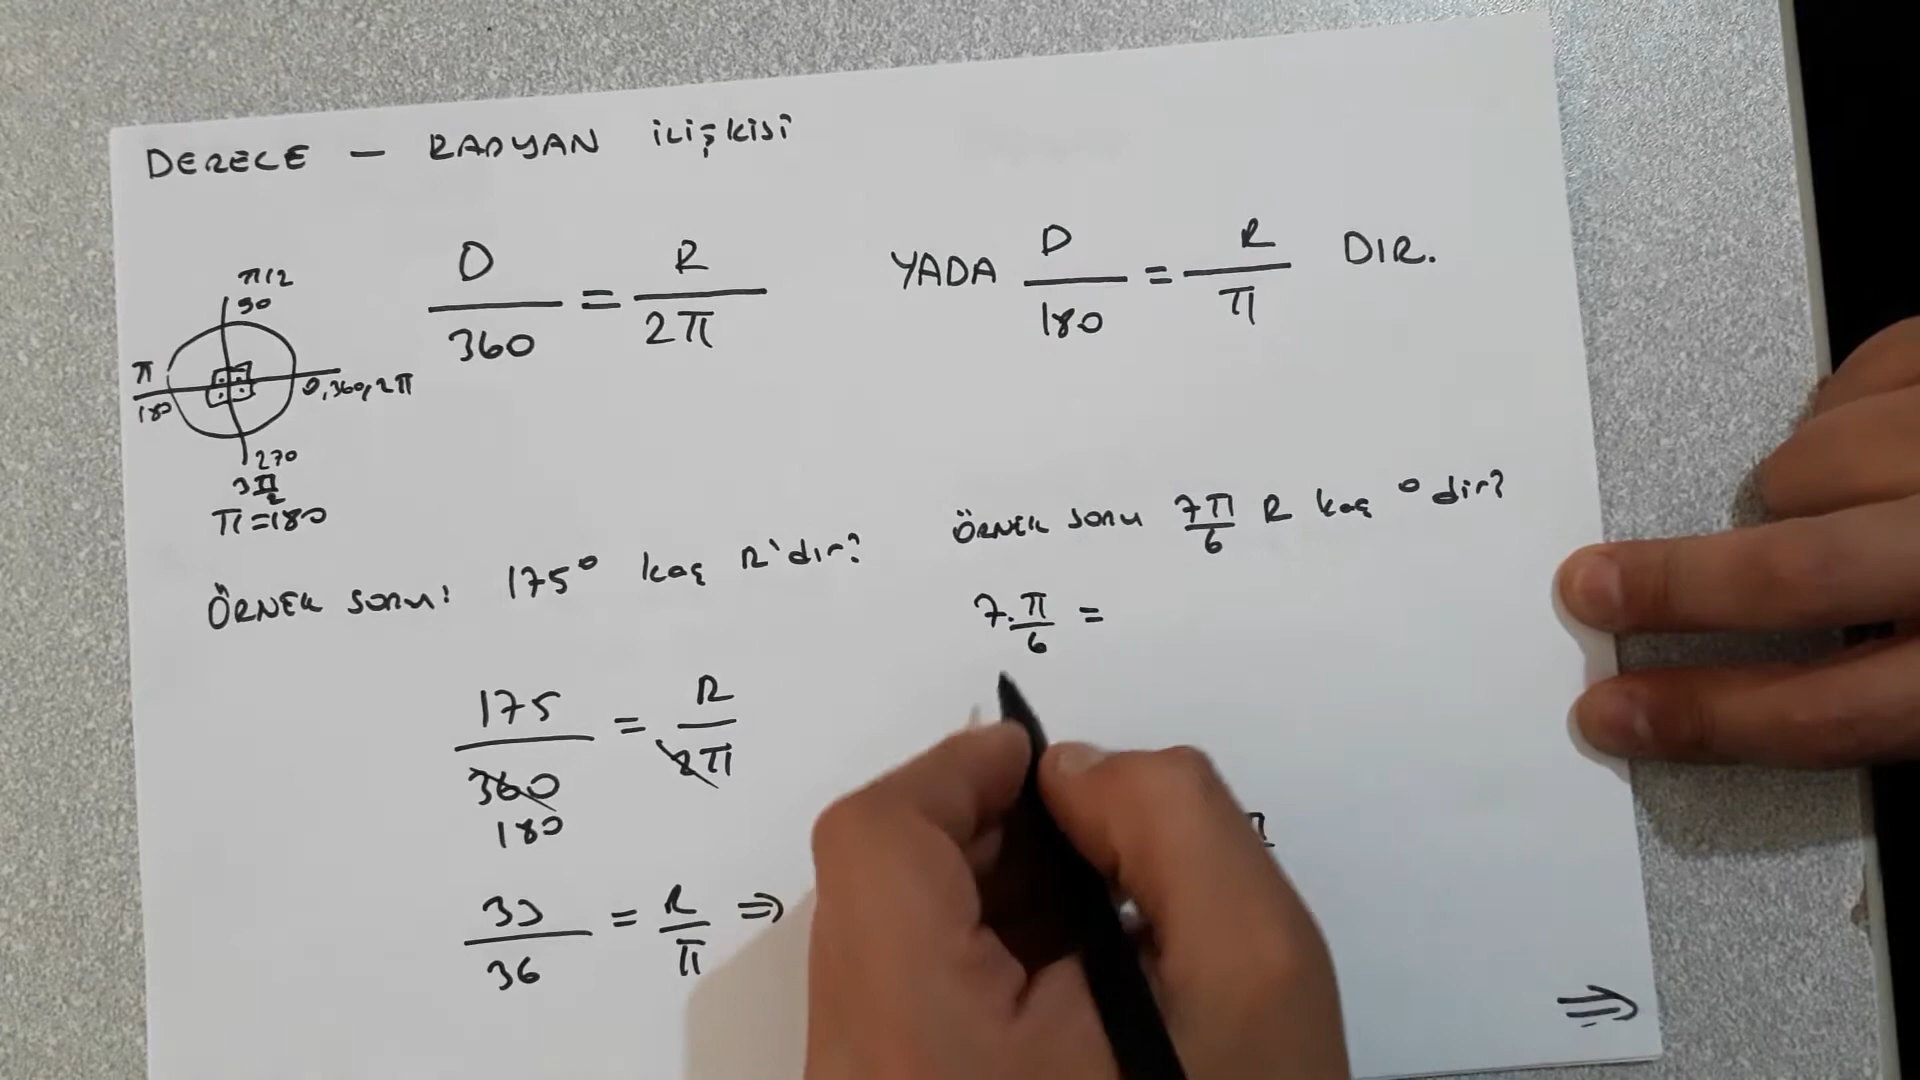 DERECE — RADYAN İLİŞKİSİ
D/360 = R/2π YADA D/180 = R/π DIR.
π/2
90
π
180
0,360,2π
270
3π/2
π=180
ÖRNEK SORU: 175° kaç R'dır?
175/360 = R/2π
180
35/36 = R/π ⇒
ÖRNEK SORU 7π/6 R kaç ° dir?
7.π/6 =
⇒